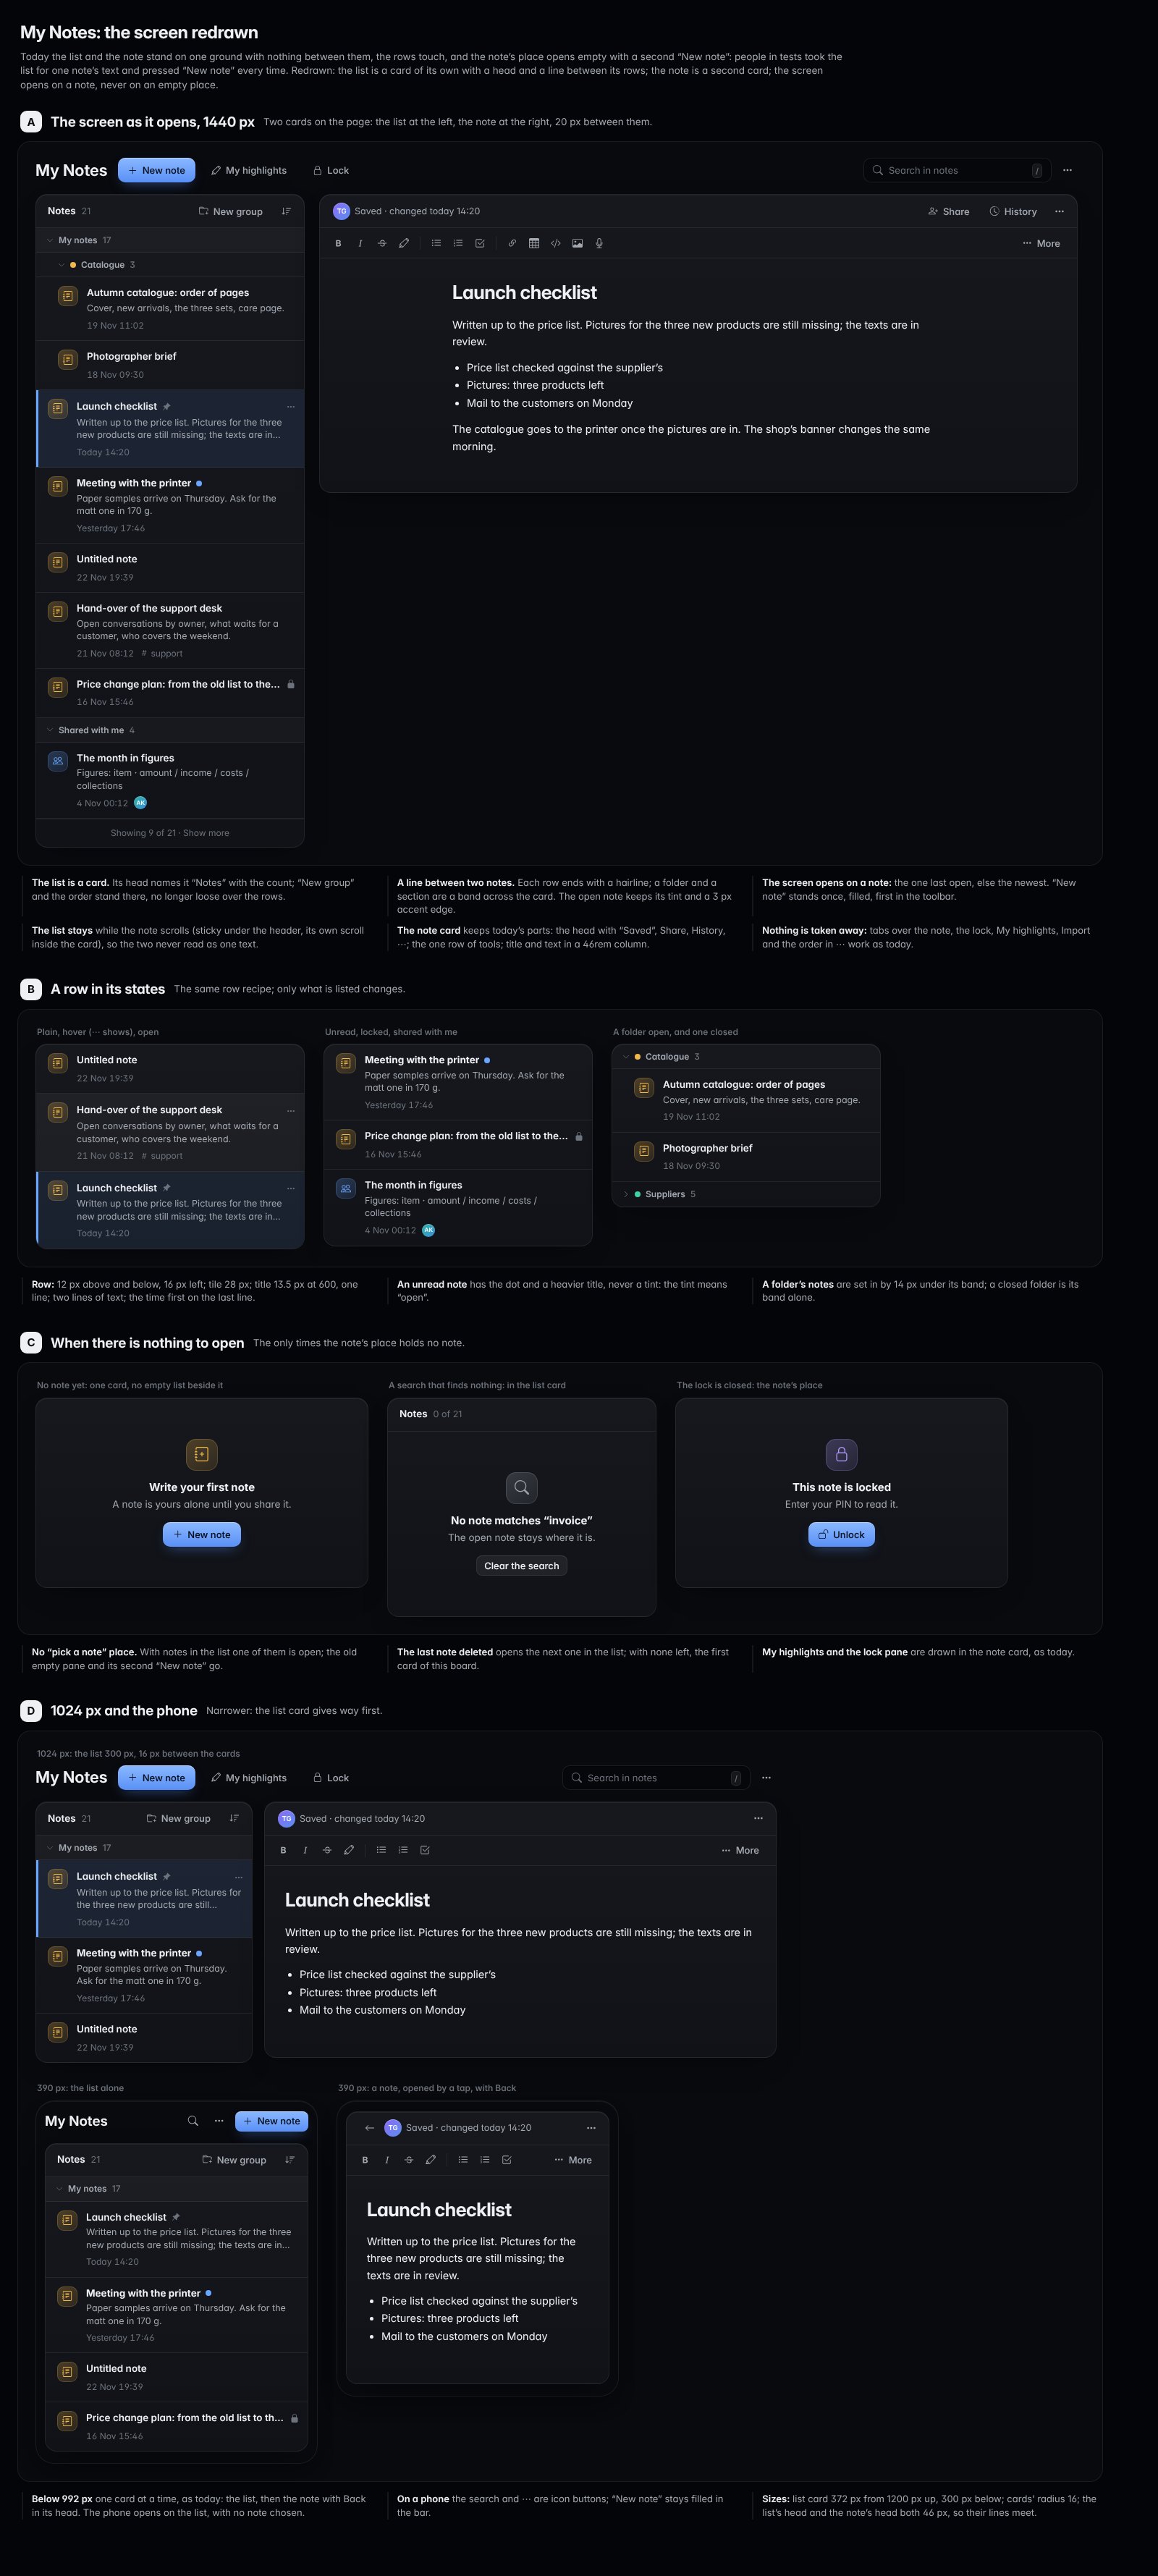 My Notes: the screen redrawn
Today the list and the note stand on one ground with nothing between them, the rows touch, and the note’s place opens empty with a second “New note”: people in tests took the
list for one note’s text and pressed “New note” every time. Redrawn: the list is a card of its own with a head and a line between its rows; the note is a second card; the screen
opens on a note, never on an empty place.
A The screen as it opens, 1440 px Two cards on the page: the list at the left, the note at the right, 20 px between them.
My Notes + New note My highlights Lock Search in notes / ···
Notes 21 New group
My notes 17
Catalogue 3
Autumn catalogue: order of pages
Cover, new arrivals, the three sets, care page.
19 Nov 11:02
Photographer brief
18 Nov 09:30
Launch checklist ···
Written up to the price list. Pictures for the three
new products are still missing; the texts are in…
Today 14:20
Meeting with the printer
Paper samples arrive on Thursday. Ask for the
matt one in 170 g.
Yesterday 17:46
Untitled note
22 Nov 19:39
Hand-over of the support desk
Open conversations by owner, what waits for a
customer, who covers the weekend.
21 Nov 08:12 # support
Price change plan: from the old list to the…
16 Nov 15:46
Shared with me 4
The month in figures
Figures: item · amount / income / costs /
collections
4 Nov 00:12 AK
Showing 9 of 21 · Show more
TG Saved · changed today 14:20 Share History ···
B I S ··· More
Launch checklist
Written up to the price list. Pictures for the three new products are still missing; the texts are in
review.
• Price list checked against the supplier’s
• Pictures: three products left
• Mail to the customers on Monday
The catalogue goes to the printer once the pictures are in. The shop’s banner changes the same
morning.
The list is a card. Its head names it “Notes” with the count; “New group”
and the order stand there, no longer loose over the rows.
A line between two notes. Each row ends with a hairline; a folder and a
section are a band across the card. The open note keeps its tint and a 3 px
accent edge.
The screen opens on a note: the one last open, else the newest. “New
note” stands once, filled, first in the toolbar.
The list stays while the note scrolls (sticky under the header, its own scroll
inside the card), so the two never read as one text.
The note card keeps today’s parts: the head with “Saved”, Share, History,
···; the one row of tools; title and text in a 46rem column.
Nothing is taken away: tabs over the note, the lock, My highlights, Import
and the order in ··· work as today.
B A row in its states The same row recipe; only what is listed changes.
Plain, hover (··· shows), open
Untitled note
22 Nov 19:39
Hand-over of the support desk ···
Open conversations by owner, what waits for a
customer, who covers the weekend.
21 Nov 08:12 # support
Launch checklist ···
Written up to the price list. Pictures for the three
new products are still missing; the texts are in…
Today 14:20
Unread, locked, shared with me
Meeting with the printer
Paper samples arrive on Thursday. Ask for the
matt one in 170 g.
Yesterday 17:46
Price change plan: from the old list to the…
16 Nov 15:46
The month in figures
Figures: item · amount / income / costs /
collections
4 Nov 00:12 AK
A folder open, and one closed
Catalogue 3
Autumn catalogue: order of pages
Cover, new arrivals, the three sets, care page.
19 Nov 11:02
Photographer brief
18 Nov 09:30
Suppliers 5
Row: 12 px above and below, 16 px left; tile 28 px; title 13.5 px at 600, one
line; two lines of text; the time first on the last line.
An unread note has the dot and a heavier title, never a tint: the tint means
“open”.
A folder’s notes are set in by 14 px under its band; a closed folder is its
band alone.
C When there is nothing to open The only times the note’s place holds no note.
No note yet: one card, no empty list beside it
Write your first note
A note is yours alone until you share it.
+ New note
A search that finds nothing: in the list card
Notes 0 of 21
No note matches “invoice”
The open note stays where it is.
Clear the search
The lock is closed: the note’s place
This note is locked
Enter your PIN to read it.
Unlock
No “pick a note” place. With notes in the list one of them is open; the old
empty pane and its second “New note” go.
The last note deleted opens the next one in the list; with none left, the first
card of this board.
My highlights and the lock pane are drawn in the note card, as today.
D 1024 px and the phone Narrower: the list card gives way first.
1024 px: the list 300 px, 16 px between the cards
My Notes + New note My highlights Lock Search in notes / ···
Notes 21 New group
My notes 17
Launch checklist ···
Written up to the price list. Pictures for
the three new products are still…
Today 14:20
Meeting with the printer
Paper samples arrive on Thursday.
Ask for the matt one in 170 g.
Yesterday 17:46
Untitled note
22 Nov 19:39
TG Saved · changed today 14:20 ···
B I S ··· More
Launch checklist
Written up to the price list. Pictures for the three new products are still missing; the texts are in
review.
• Price list checked against the supplier’s
• Pictures: three products left
• Mail to the customers on Monday
390 px: the list alone
My Notes ··· + New note
Notes 21 New group
My notes 17
Launch checklist
Written up to the price list. Pictures for the three
new products are still missing; the texts are in…
Today 14:20
Meeting with the printer
Paper samples arrive on Thursday. Ask for the
matt one in 170 g.
Yesterday 17:46
Untitled note
22 Nov 19:39
Price change plan: from the old list to th…
16 Nov 15:46
390 px: a note, opened by a tap, with Back
TG Saved · changed today 14:20 ···
B I S ··· More
Launch checklist
Written up to the price list. Pictures for the
three new products are still missing; the
texts are in review.
• Price list checked against the supplier’s
• Pictures: three products left
• Mail to the customers on Monday
Below 992 px one card at a time, as today: the list, then the note with Back
in its head. The phone opens on the list, with no note chosen.
On a phone the search and ··· are icon buttons; “New note” stays filled in
the bar.
Sizes: list card 372 px from 1200 px up, 300 px below; cards’ radius 16; the
list’s head and the note’s head both 46 px, so their lines meet.